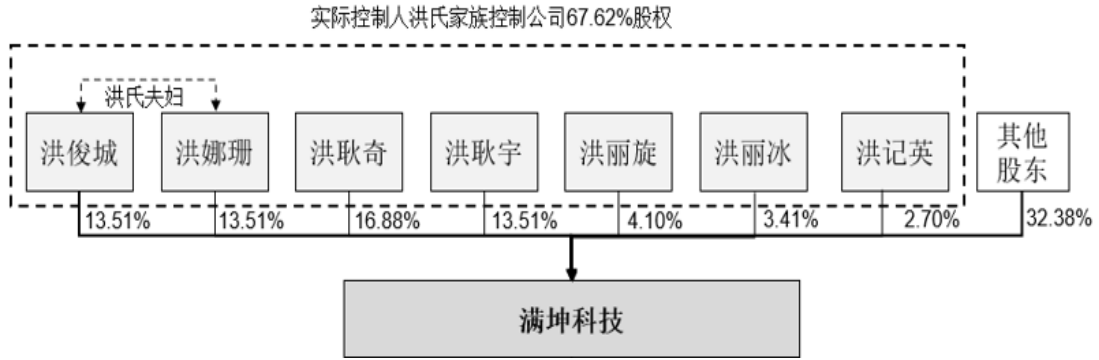 实际控制人洪氏家族控制公司67.62%股权
洪氏夫妇
洪俊城
洪娜珊
洪耿奇
洪耿宇
洪丽旋
洪丽冰
洪记英
其他
股东
13.51%
13.51%
16.88%
13.51%
4.10%
3.41%
2.70%
32.38%
满坤科技